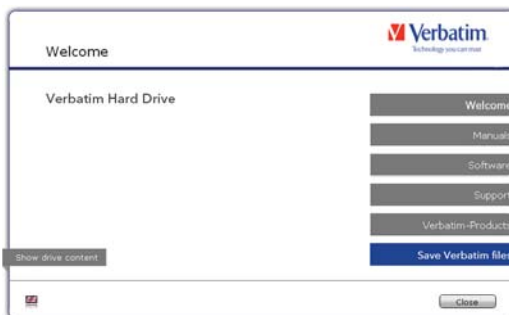 Welcome
Verbatim
Technology you can trust
Verbatim Hard Drive
Welcome
Manuals
Software
Support
Verbatim-Products
Save Verbatim files
Show drive content
Close